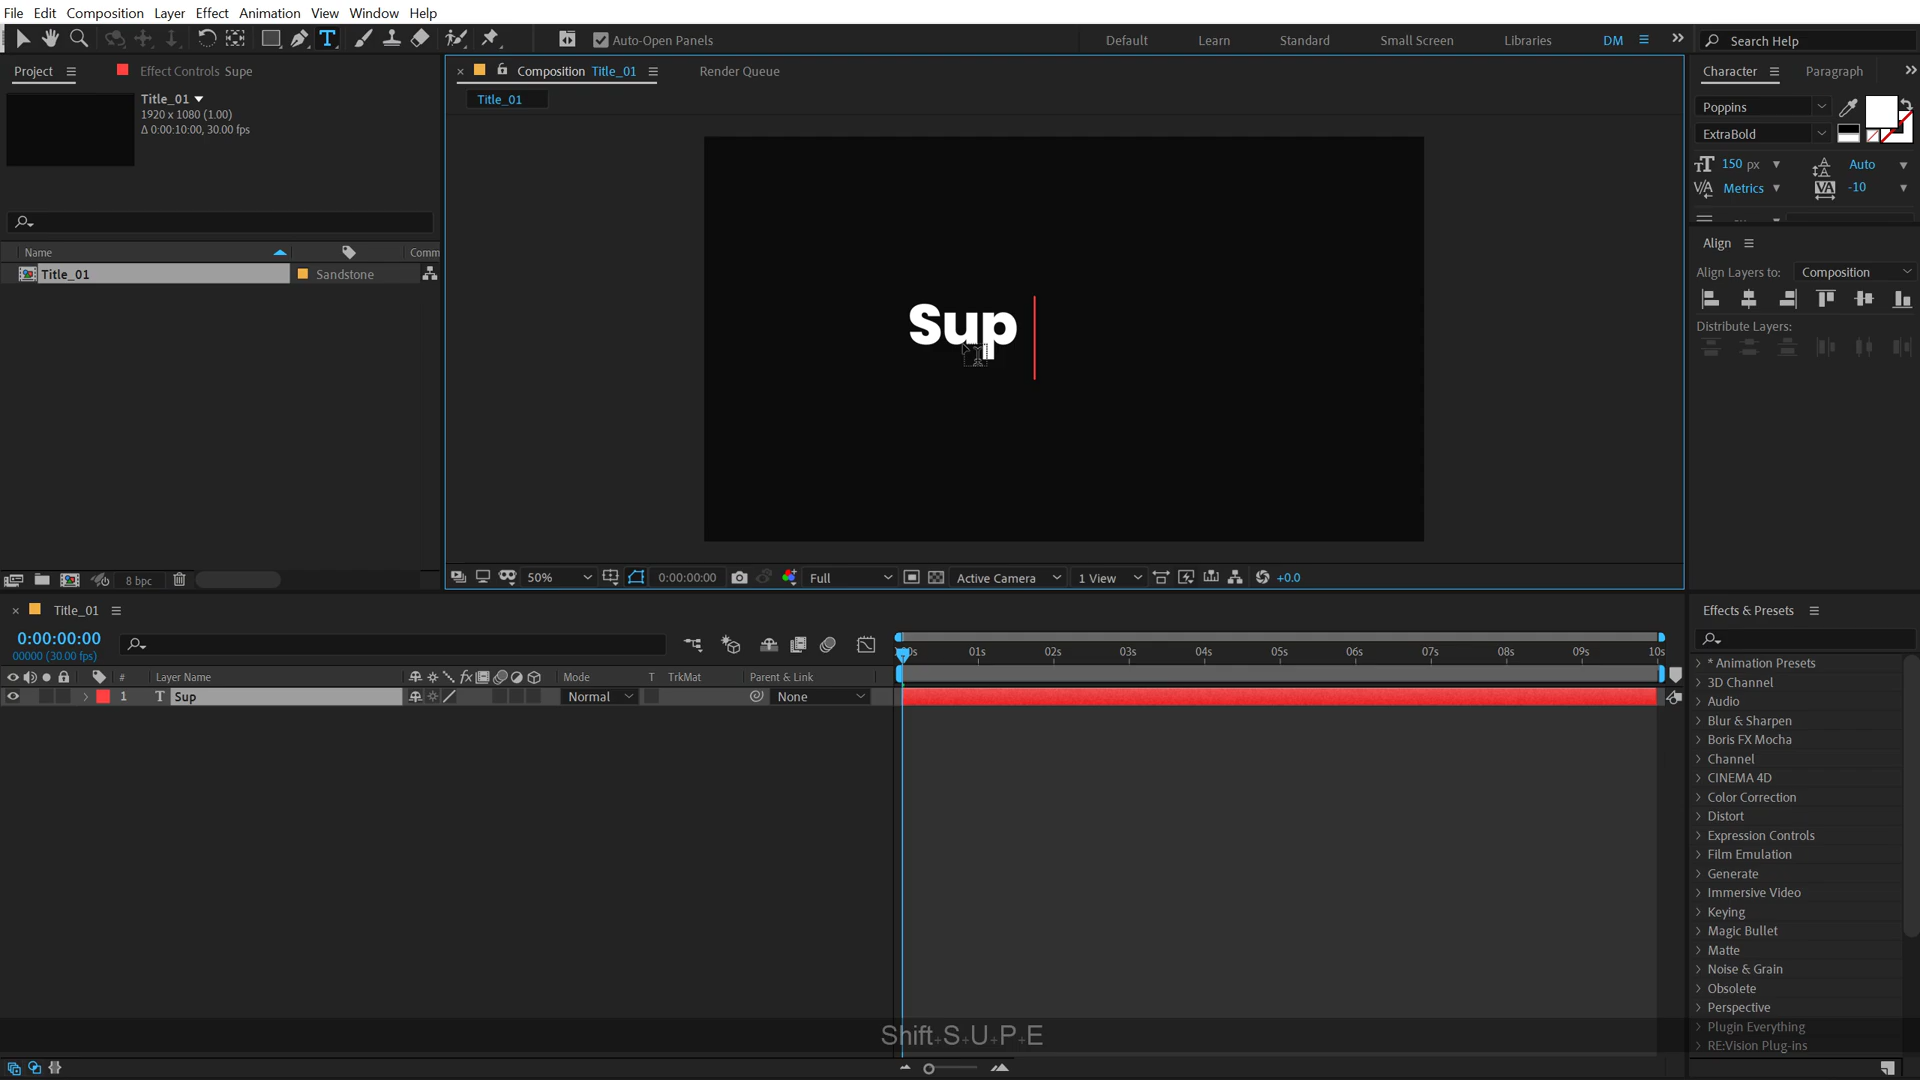 File Edit Composition Layer Effect Animation View Window Help
T Auto-Open Panels Default Learn Standard Small Screen Libraries DM Search Help
Project Effect Controls Supe
Title_01
1920 x 1080 (1.00)
Δ 0:00:10:00, 30.00 fps
Name Comm
Title_01 Sandstone
8 bpc
Composition Title_01 Render Queue
Title_01
Sup
50% 0:00:00:00 Full Active Camera 1 View +0.0
Character Paragraph
Poppins
ExtraBold
150 px Auto
Metrics -10
Align
Align Layers to: Composition
Distribute Layers:
Title_01
0:00:00:00
00000 (30.00 fps)
# Layer Name fx Mode T TrkMat Parent & Link
1 T Sup Normal None
01s 02s 03s 04s 05s 06s 07s 08s 09s 10s
Effects & Presets
* Animation Presets
3D Channel
Audio
Blur & Sharpen
Boris FX Mocha
Channel
CINEMA 4D
Color Correction
Distort
Expression Controls
Film Emulation
Generate
Immersive Video
Keying
Magic Bullet
Matte
Noise & Grain
Obsolete
Perspective
Plugin Everything
RE:Vision Plug-ins
Shift+S+U+P+E